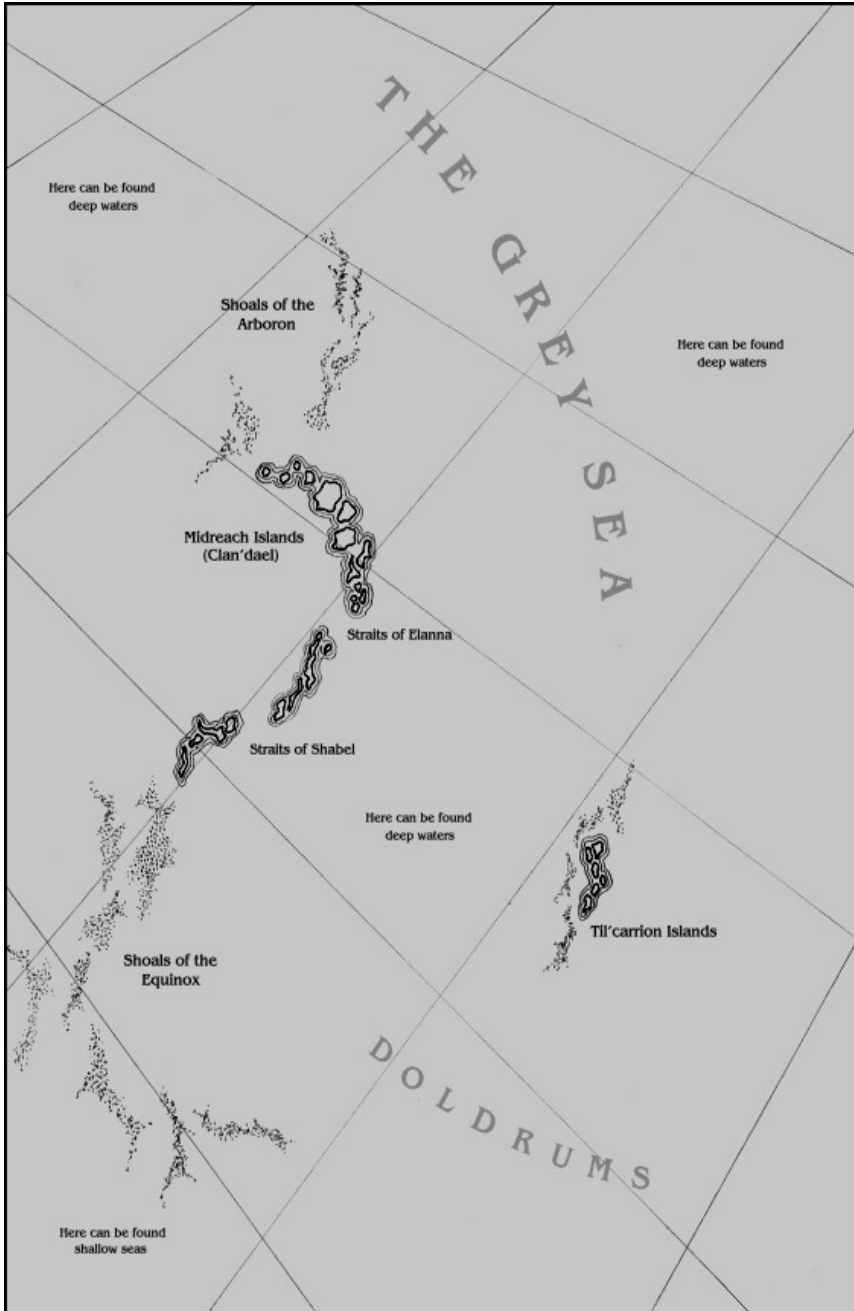 THE GREY SEA
Here can be found
deep waters
Shoals of the
Arboron
Here can be found
deep waters
Midreach Islands
(Clan'dael)
Straits of Elanna
Straits of Shabel
Here can be found
deep waters
Til'carrion Islands
Shoals of the
Equinox
DOLDRUMS
Here can be found
shallow seas